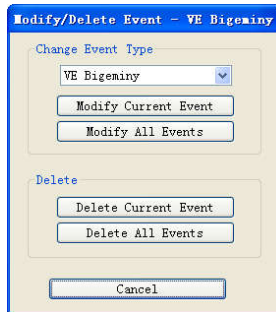 Modify/Delete Event - VE Bigeminy
Change Event Type
VE Bigeminy
Modify Current Event
Modify All Events
Delete
Delete Current Event
Delete All Events
Cancel